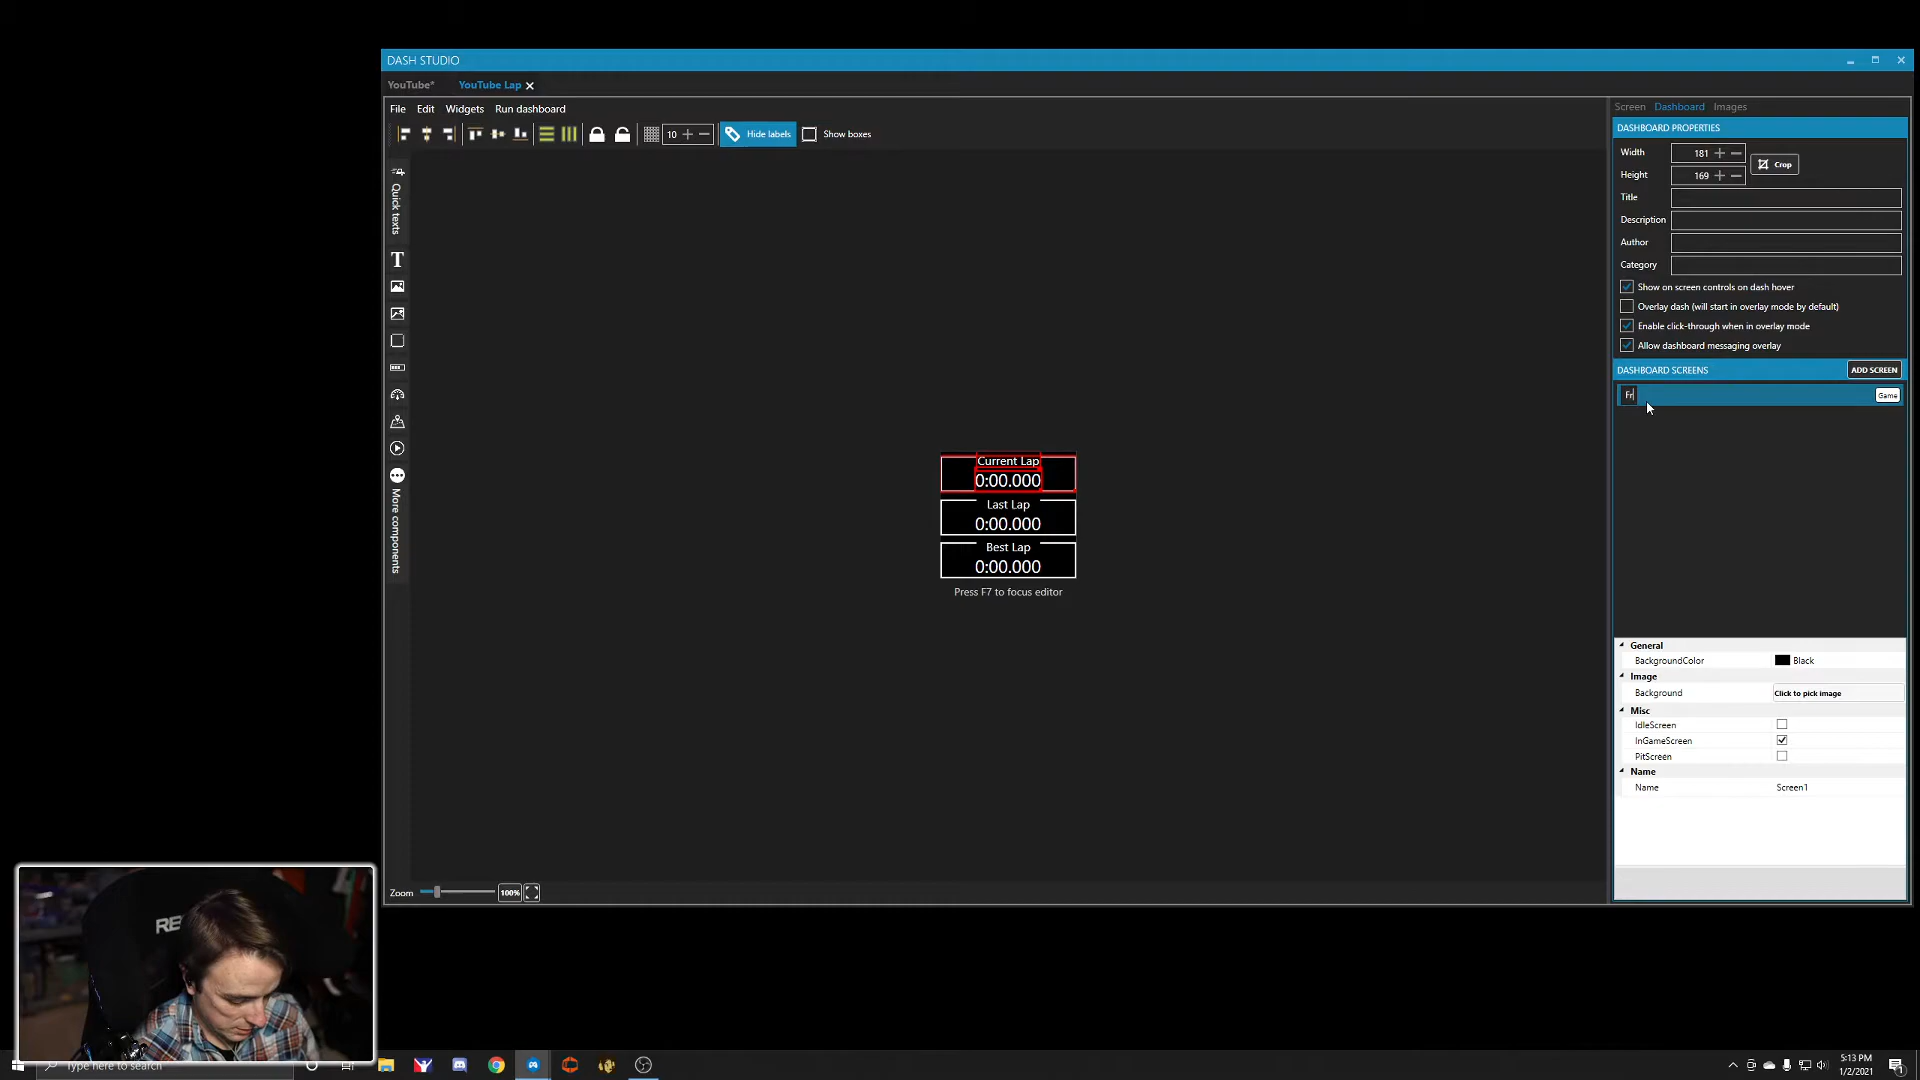 DASH STUDIO
YouTube* YouTube Lap
File Edit Widgets Run dashboard
10 Hide labels Show boxes
Quick texts
T
More components
Current Lap
0:00.000
Last Lap
0:00.000
Best Lap
0:00.000
Press F7 to focus editor
Zoom 100%
Screen Dashboard Images
DASHBOARD PROPERTIES
Width 181 Crop
Height 169
Title
Description
Author
Category
Show on screen controls on dash hover
Overlay dash (will start in overlay mode by default)
Enable click-through when in overlay mode
Allow dashboard messaging overlay
DASHBOARD SCREENS ADD SCREEN
Fr Game
General
BackgroundColor Black
Image
Background Click to pick image
Misc
IdleScreen
InGameScreen
PitScreen
Name
Name Screen1
Type here to search
5:13 PM
1/2/2021